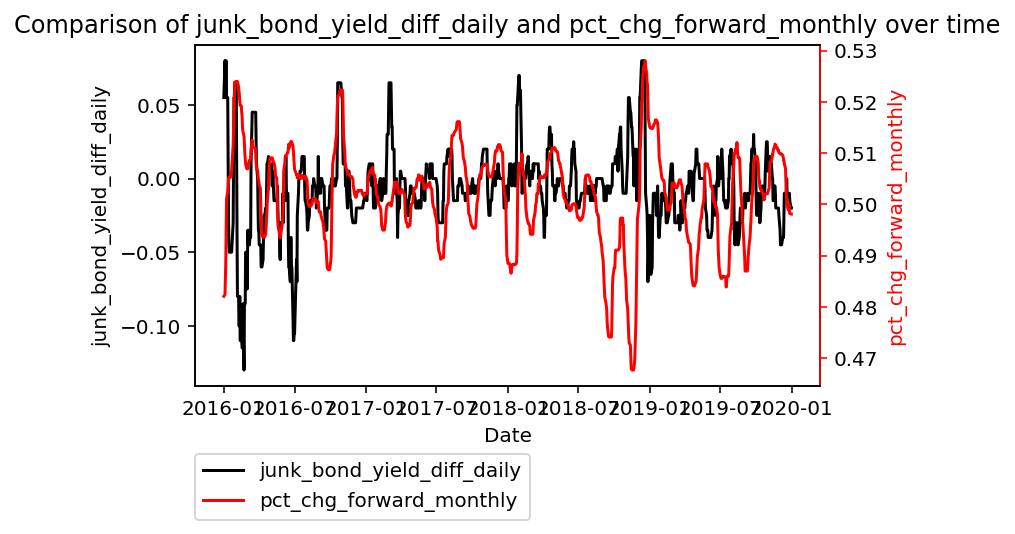 Comparison of junk_bond_yield_diff_daily and pct_chg_forward_monthly over time
junk_bond_yield_diff_daily
0.05
0.00
−0.05
−0.10
0.53
0.52
0.51
0.50
0.49
0.48
0.47
pct_chg_forward_monthly
2016-01 2016-07 2017-01 2017-07 2018-01 2018-07 2019-01 2019-07 2020-01
Date
junk_bond_yield_diff_daily
pct_chg_forward_monthly